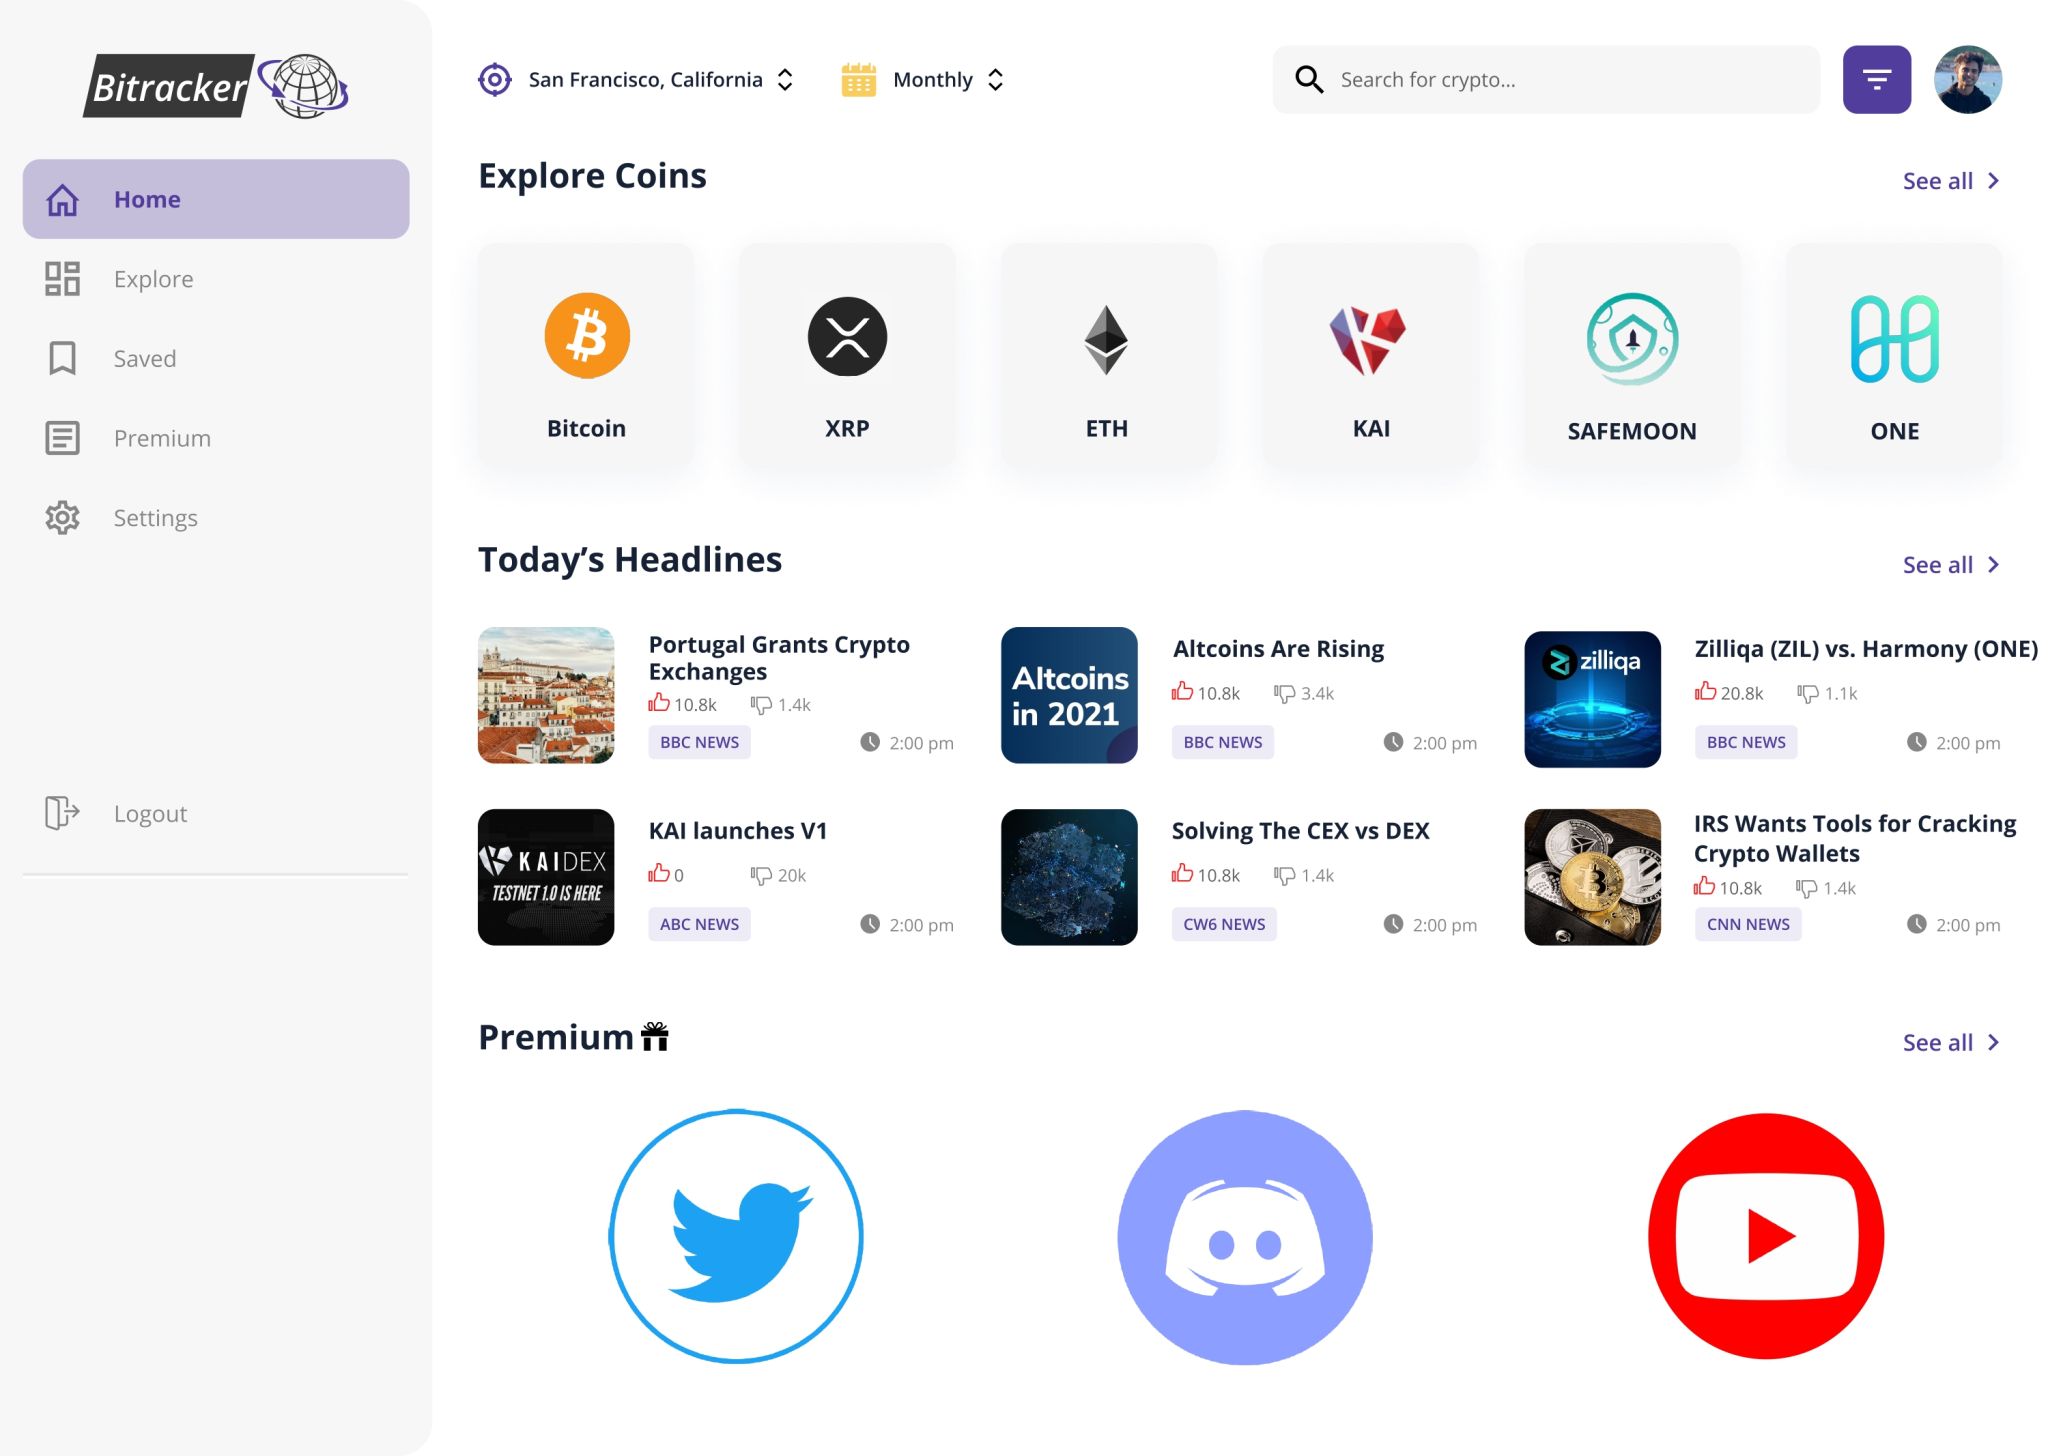 Bitracker
San Francisco, California
Monthly
Search for crypto...
Home
Explore
Saved
Premium
Settings
Logout
Explore Coins
See all
Bitcoin
XRP
ETH
KAI
SAFEMOON
ONE
Today’s Headlines
See all
Portugal Grants Crypto
Exchanges
10.8k 1.4k
BBC NEWS 2:00 pm
Altcoins
in 2021
Altcoins Are Rising
10.8k 3.4k
BBC NEWS 2:00 pm
zilliqa
Zilliqa (ZIL) vs. Harmony (ONE)
20.8k 1.1k
BBC NEWS 2:00 pm
KAIDEX
TESTNET 1.0 IS HERE
KAI launches V1
0 20k
ABC NEWS 2:00 pm
Solving The CEX vs DEX
10.8k 1.4k
CW6 NEWS 2:00 pm
IRS Wants Tools for Cracking
Crypto Wallets
10.8k 1.4k
CNN NEWS 2:00 pm
Premium
See all